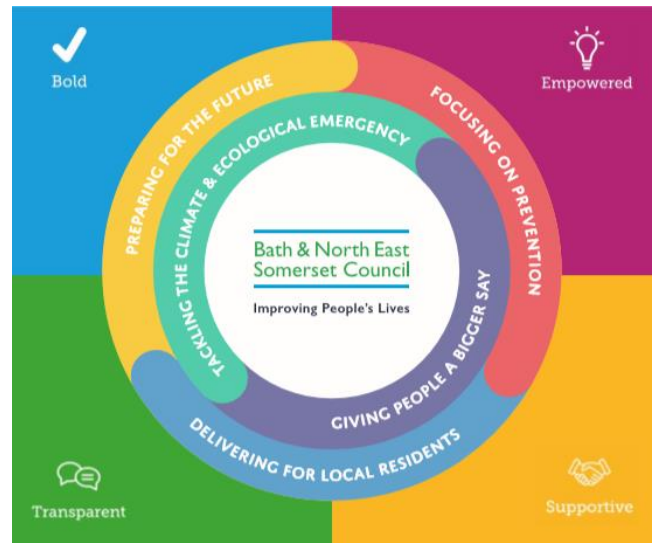 Bold
Empowered
PREPARING FOR THE FUTURE
FOCUSING ON PREVENTION
TACKLING THE CLIMATE & ECOLOGICAL EMERGENCY
Bath & North East
Somerset Council
Improving People's Lives
GIVING PEOPLE A BIGGER SAY
DELIVERING FOR LOCAL RESIDENTS
Transparent
Supportive